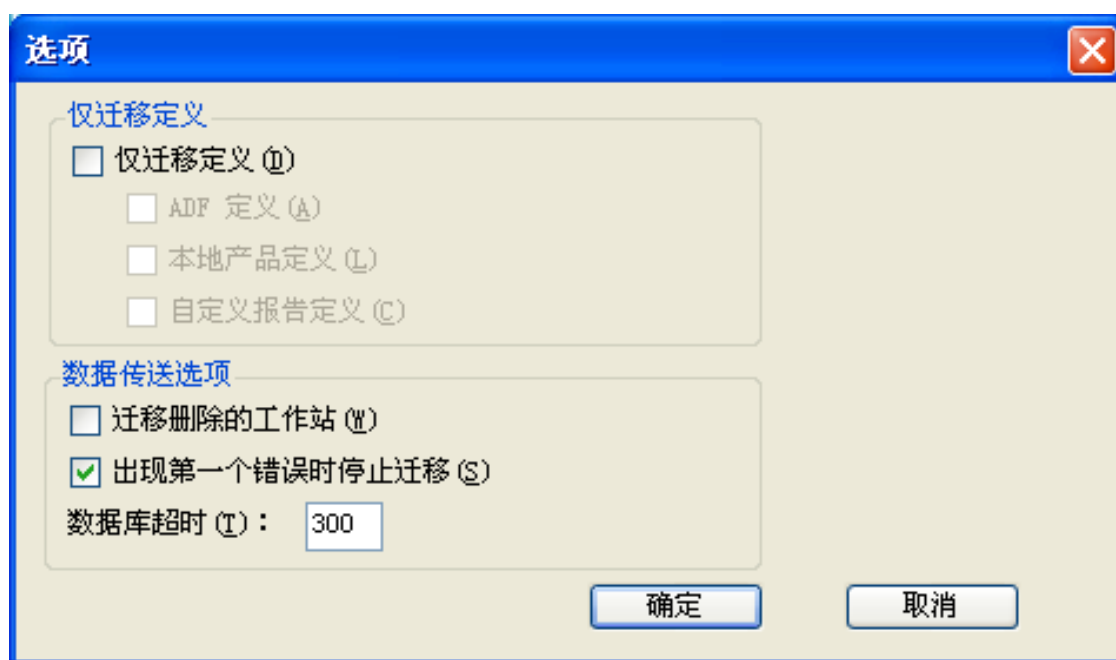 选项
仅迁移定义
仅迁移定义(D)
ADF 定义(A)
本地产品定义(L)
自定义报告定义(C)
数据传送选项
迁移删除的工作站(W)
出现第一个错误时停止迁移(S)
数据库超时(T)： 300
确定 取消